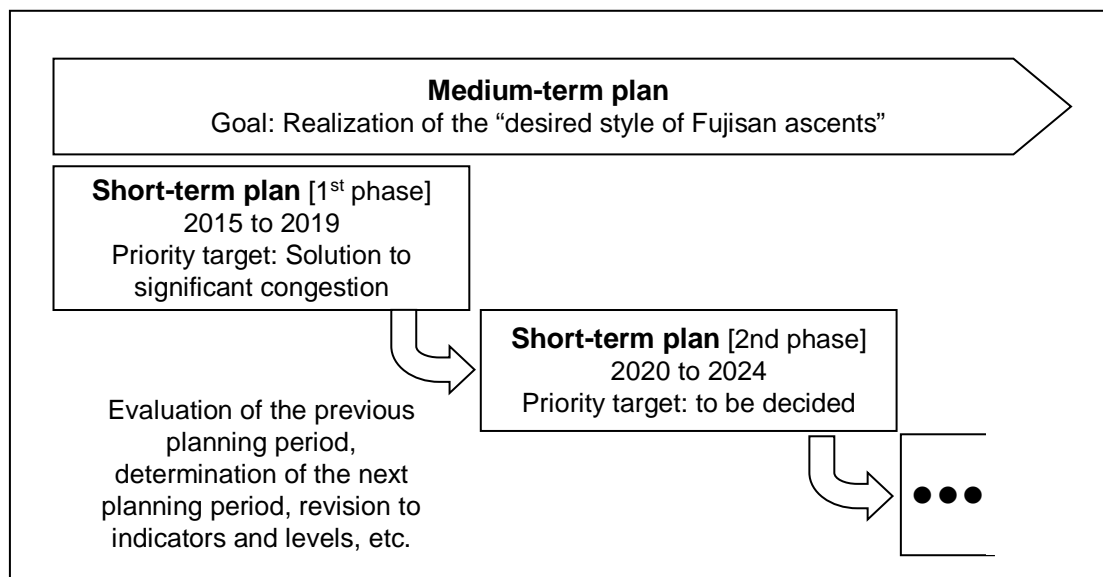 Medium-term plan
Goal: Realization of the “desired style of Fujisan ascents”
Short-term plan [1st phase]
2015 to 2019
Priority target: Solution to
significant congestion
Short-term plan [2nd phase]
2020 to 2024
Priority target: to be decided
Evaluation of the previous
planning period,
determination of the next
planning period, revision to
indicators and levels, etc.
●●●